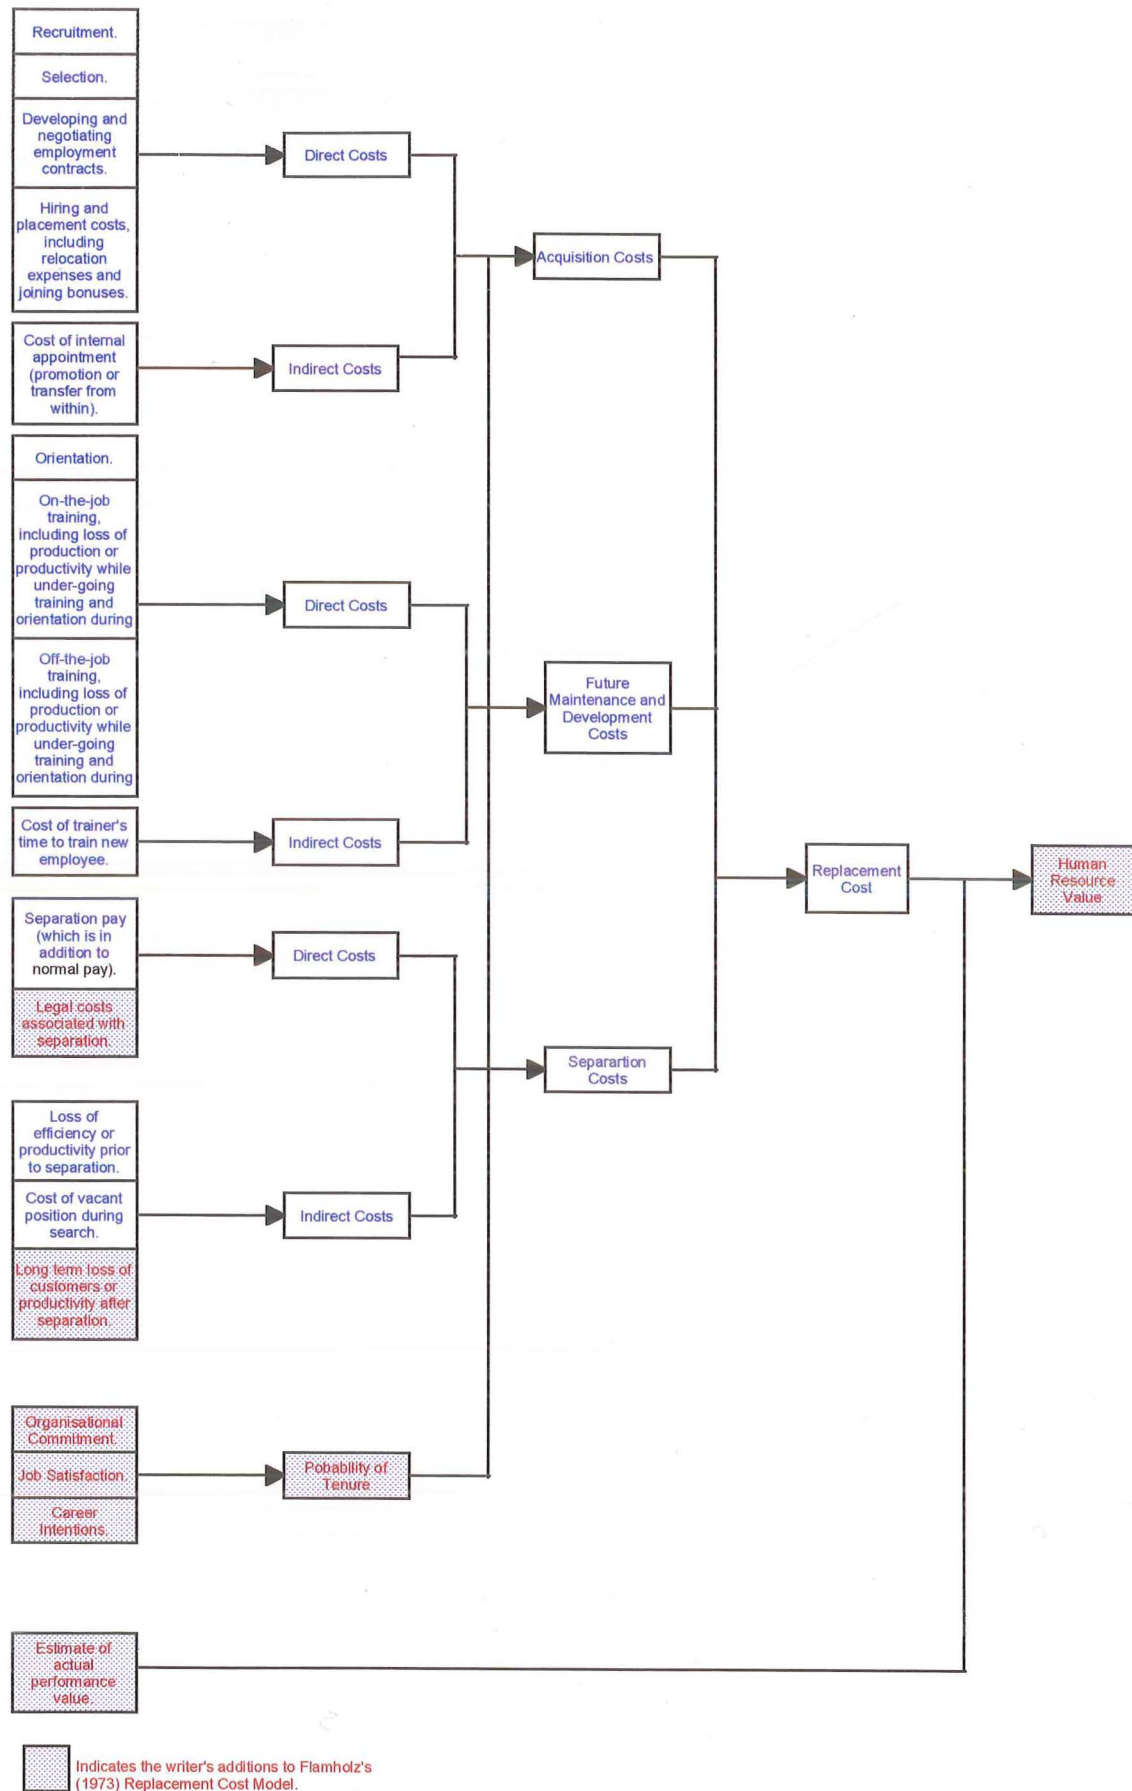 Recruitment.
Selection.
Developing and
negotiating
employment
contracts.
Hiring and
placement costs,
including
relocation
expenses and
joining bonuses.
Direct Costs
Acquisition Costs
Cost of internal
appointment
(promotion or
transfer from
within).
Indirect Costs
Orientation.
On-the-job
training,
including loss of
production or
productivity while
under-going
training and
orientation during
Direct Costs
Off-the-job
training,
including loss of
production or
productivity while
under-going
training and
orientation during
Future
Maintenance and
Development
Costs
Cost of trainer's
time to train new
employee.
Indirect Costs
Replacement
Cost
Human
Resource
Value
Separation pay
(which is in
addition to
normal pay).
Legal costs
associated with
separation.
Direct Costs
Separartion
Costs
Loss of
efficiency or
productivity prior
to separation.
Cost of vacant
position during
search.
Long term loss of
customers or
productivity after
separation.
Indirect Costs
Organisational
Commitment.
Job Satisfaction.
Career
Intentions.
Pobability of
Tenure
Estimate of
actual
performance
value.
Indicates the writer's additions to Flamholz's
(1973) Replacement Cost Model.